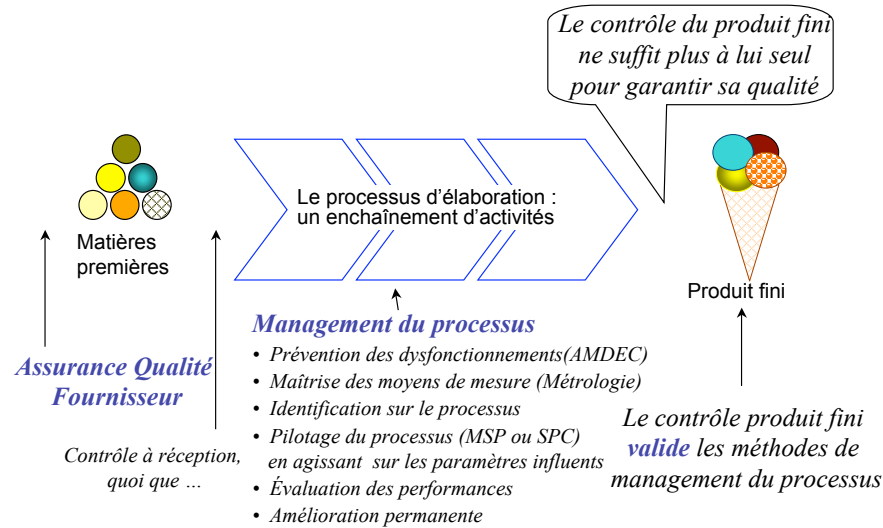 Le contrôle du produit fini
ne suffit plus à lui seul
pour garantir sa qualité
Le processus d'élaboration :
un enchaînement d'activités
Matières
premières
Produit fini
Assurance Qualité
Fournisseur
Contrôle à réception,
quoi que ...
Management du processus
• Prévention des dysfonctionnements(AMDEC)
• Maîtrise des moyens de mesure (Métrologie)
• Identification sur le processus
• Pilotage du processus (MSP ou SPC)
en agissant sur les paramètres influents
• Évaluation des performances
• Amélioration permanente
Le contrôle produit fini
valide les méthodes de
management du processus